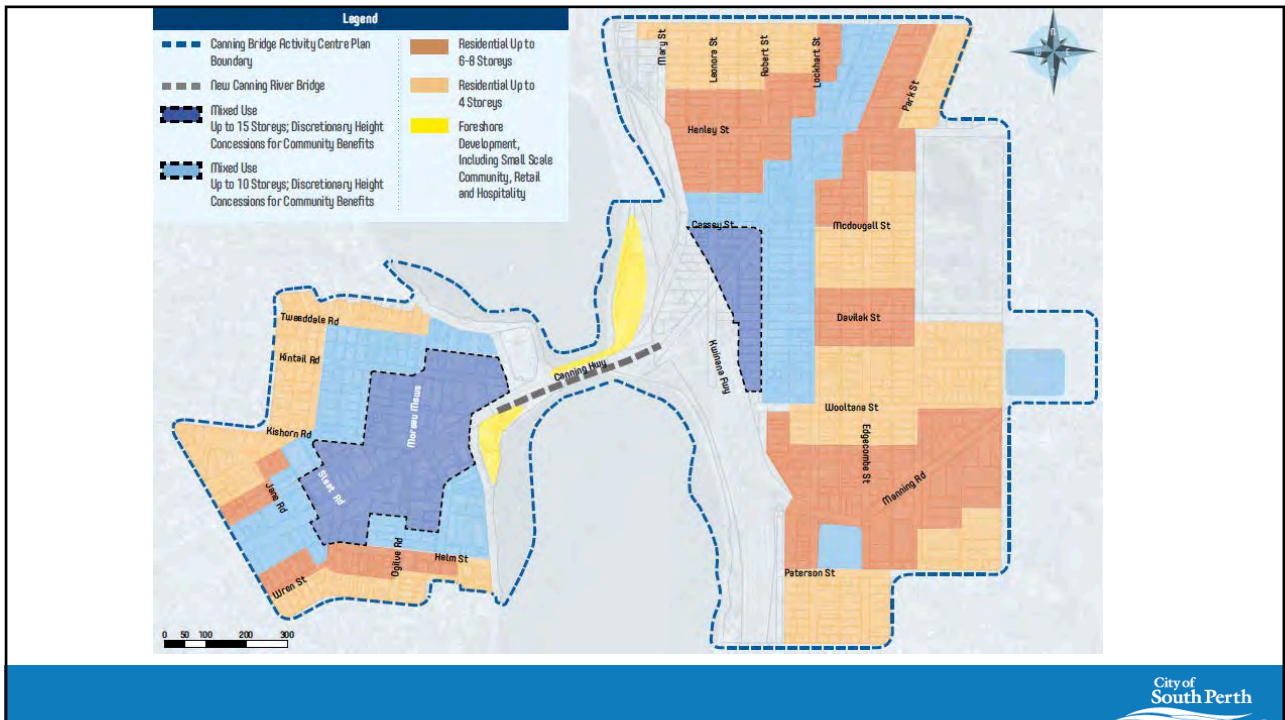 Legend
Canning Bridge Activity Centre Plan
Boundary
New Canning River Bridge
Mixed Use
Up to 15 Storeys; Discretionary Height
Concessions for Community Benefits
Mixed Use
Up to 10 Storeys; Discretionary Height
Concessions for Community Benefits
Residential Up to
6-8 Storeys
Residential Up to
4 Storeys
Foreshore
Development,
Including Small Scale
Community, Retail
and Hospitality
Mary St
Leonora St
Robert St
Lockhart St
Park St
Henley St
Cassey St
Mcdougall St
Davilak St
Kwinana Fwy
Canning Hwy
Wooltana St
Edgecombe St
Manning Rd
Paterson St
Tweeddale Rd
Kintail Rd
Moreau Mews
Kishorn Rd
Sleat Rd
Jane Rd
Ogilvie Rd
Helm St
Wren St
0 50 100 200 300
City of
South Perth